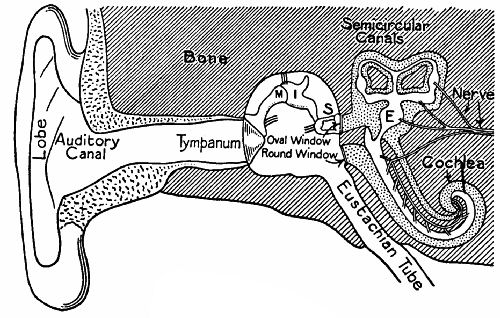 Semicircular
Canals
Bone
Nerve
M I
S
E
Lobe
Auditory
Canal
Tympanum
Oval Window
Round Window
Cochlea
Eustachian Tube